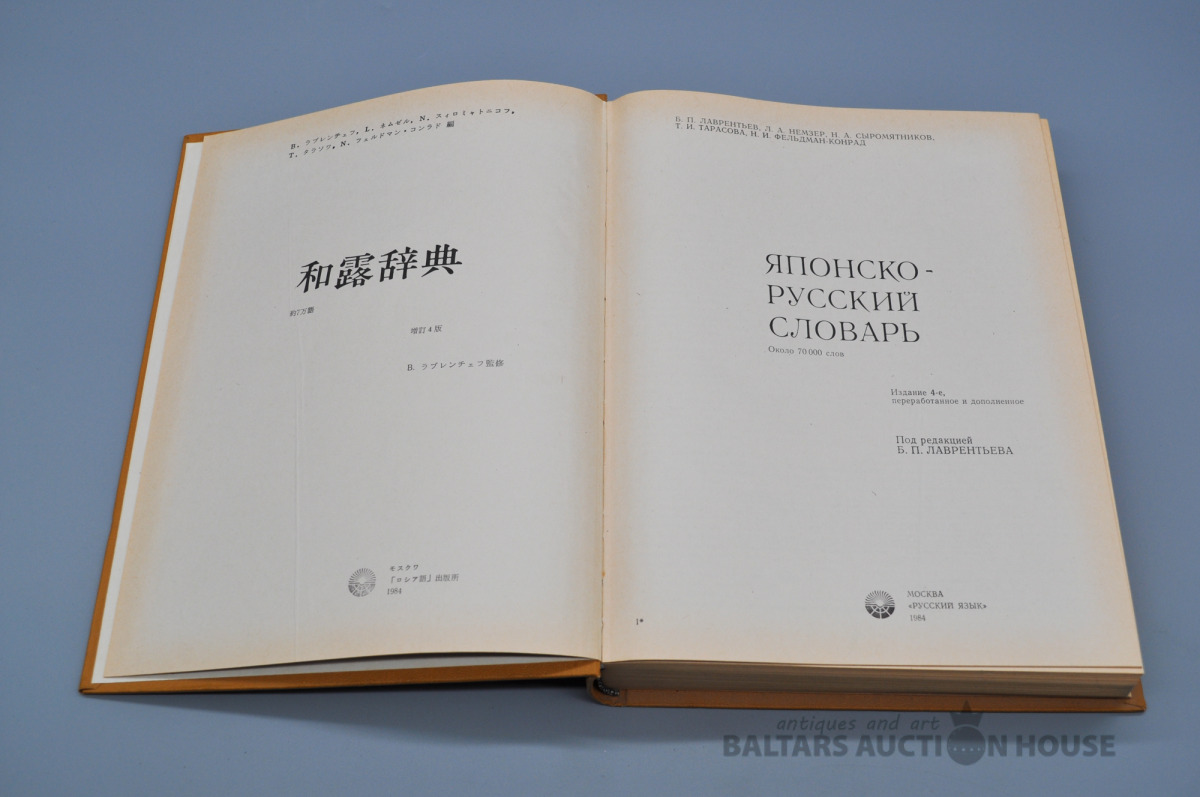 B. ラブレンチェフ, L. ネムゼル, N. スィロミャトニコフ,
T. タラソワ, N. フェルドマン・コンラド 編
和露辞典
約7万語
増訂4版
B. ラブレンチェフ監修
モスクワ
『ロシア語』出版所
1984
Б. П. ЛАВРЕНТЬЕВ, Л. А. НЕМЗЕР, Н. А. СЫРОМЯТНИКОВ,
Т. И. ТАРАСОВА, Н. И. ФЕЛЬДМАН-КОНРАД
ЯПОНСКО-
РУССКИЙ
СЛОВАРЬ
Около 70 000 слов
Издание 4-е,
переработанное и дополненное
Под редакцией
Б. П. ЛАВРЕНТЬЕВА
МОСКВА
«РУССКИЙ ЯЗЫК»
1984
1*
antiques and art
BALTARS AUCTION HOUSE